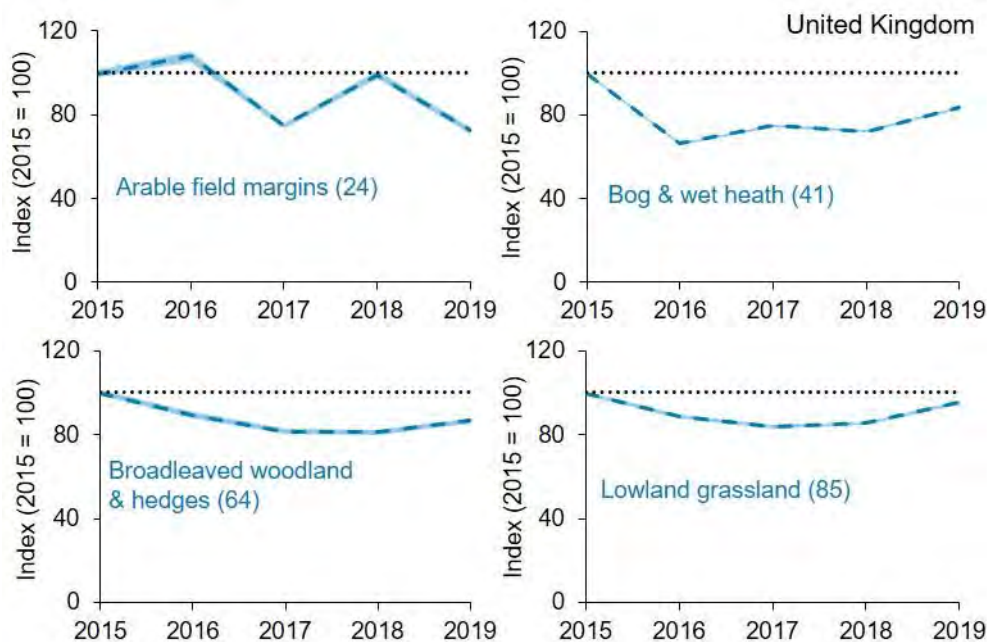 United Kingdom
Index (2015 = 100)
120
80
40
0
Arable field margins (24)
2015 2016 2017 2018 2019
Index (2015 = 100)
120
80
40
0
Bog & wet heath (41)
2015 2016 2017 2018 2019
Index (2015 = 100)
120
80
40
0
Broadleaved woodland
& hedges (64)
2015 2016 2017 2018 2019
Index (2015 = 100)
120
80
40
0
Lowland grassland (85)
2015 2016 2017 2018 2019